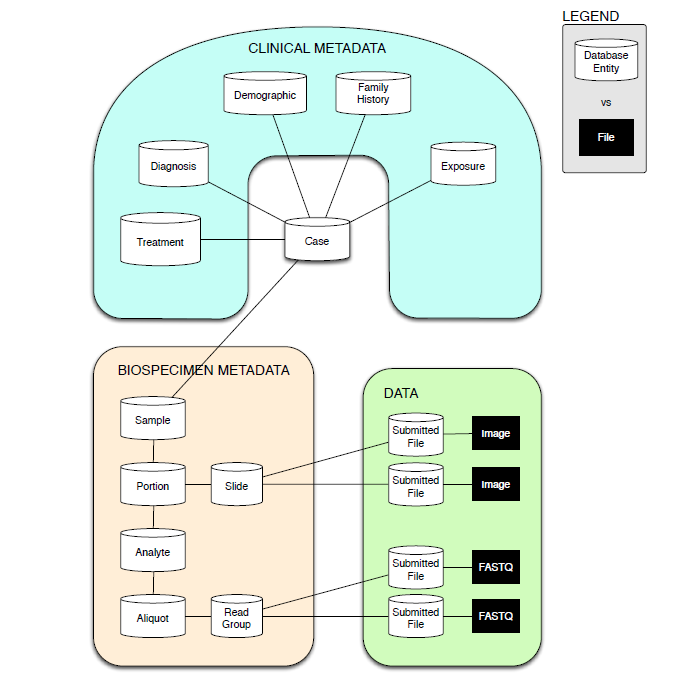 LEGEND
Database
Entity
vs
File
CLINICAL METADATA
Demographic
Family
History
Diagnosis
Exposure
Treatment
Case
BIOSPECIMEN METADATA
Sample
Portion
Slide
Analyte
Aliquot
Read
Group
DATA
Submitted
File
Image
Submitted
File
Image
Submitted
File
FASTQ
Submitted
File
FASTQ